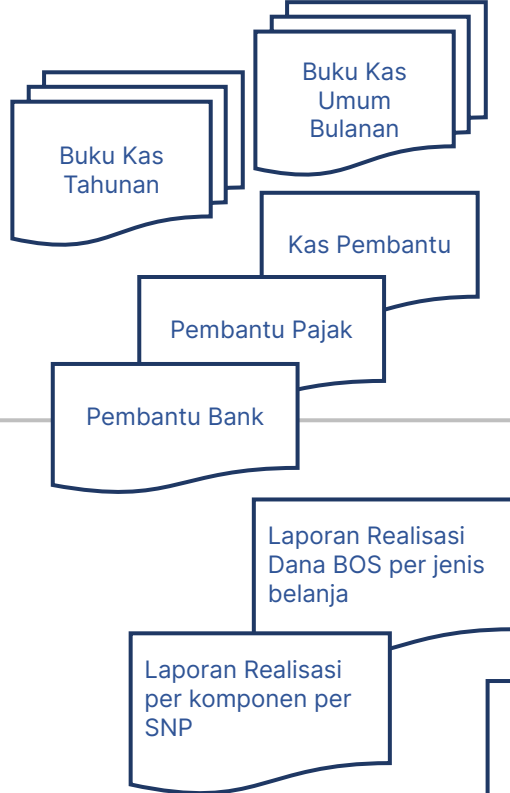 Buku Kas
Umum
Bulanan
Buku Kas
Tahunan
Kas Pembantu
Pembantu Pajak
Pembantu Bank
Laporan Realisasi
Dana BOS per jenis
belanja
Laporan Realisasi
per komponen per
SNP